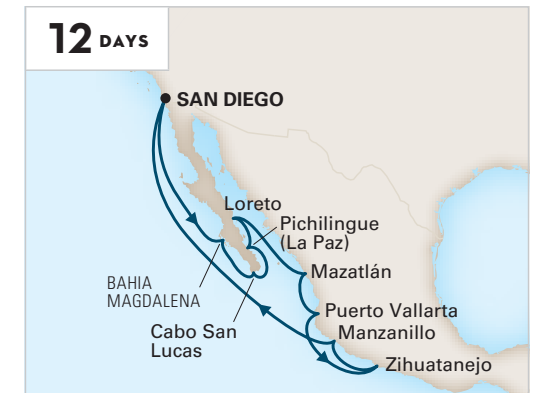 12 DAYS
SAN DIEGO
Loreto
Pichilingue
(La Paz)
Mazatlán
BAHIA
MAGDALENA
Puerto Vallarta
Cabo San
Lucas
Manzanillo
Zihuatanejo